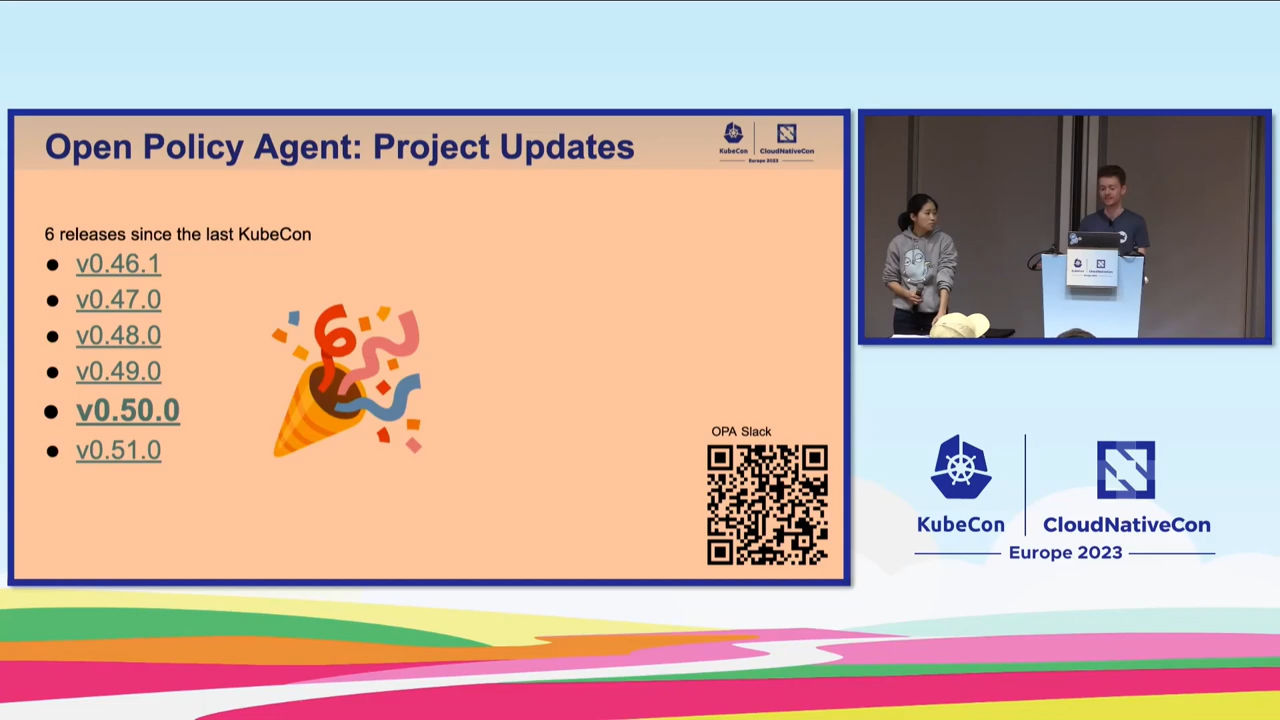 Open Policy Agent: Project Updates
KubeCon
CloudNativeCon
Europe 2023
6 releases since the last KubeCon
v0.46.1
v0.47.0
v0.48.0
v0.49.0
v0.50.0
v0.51.0
OPA Slack
KubeCon
CloudNativeCon
Europe 2023